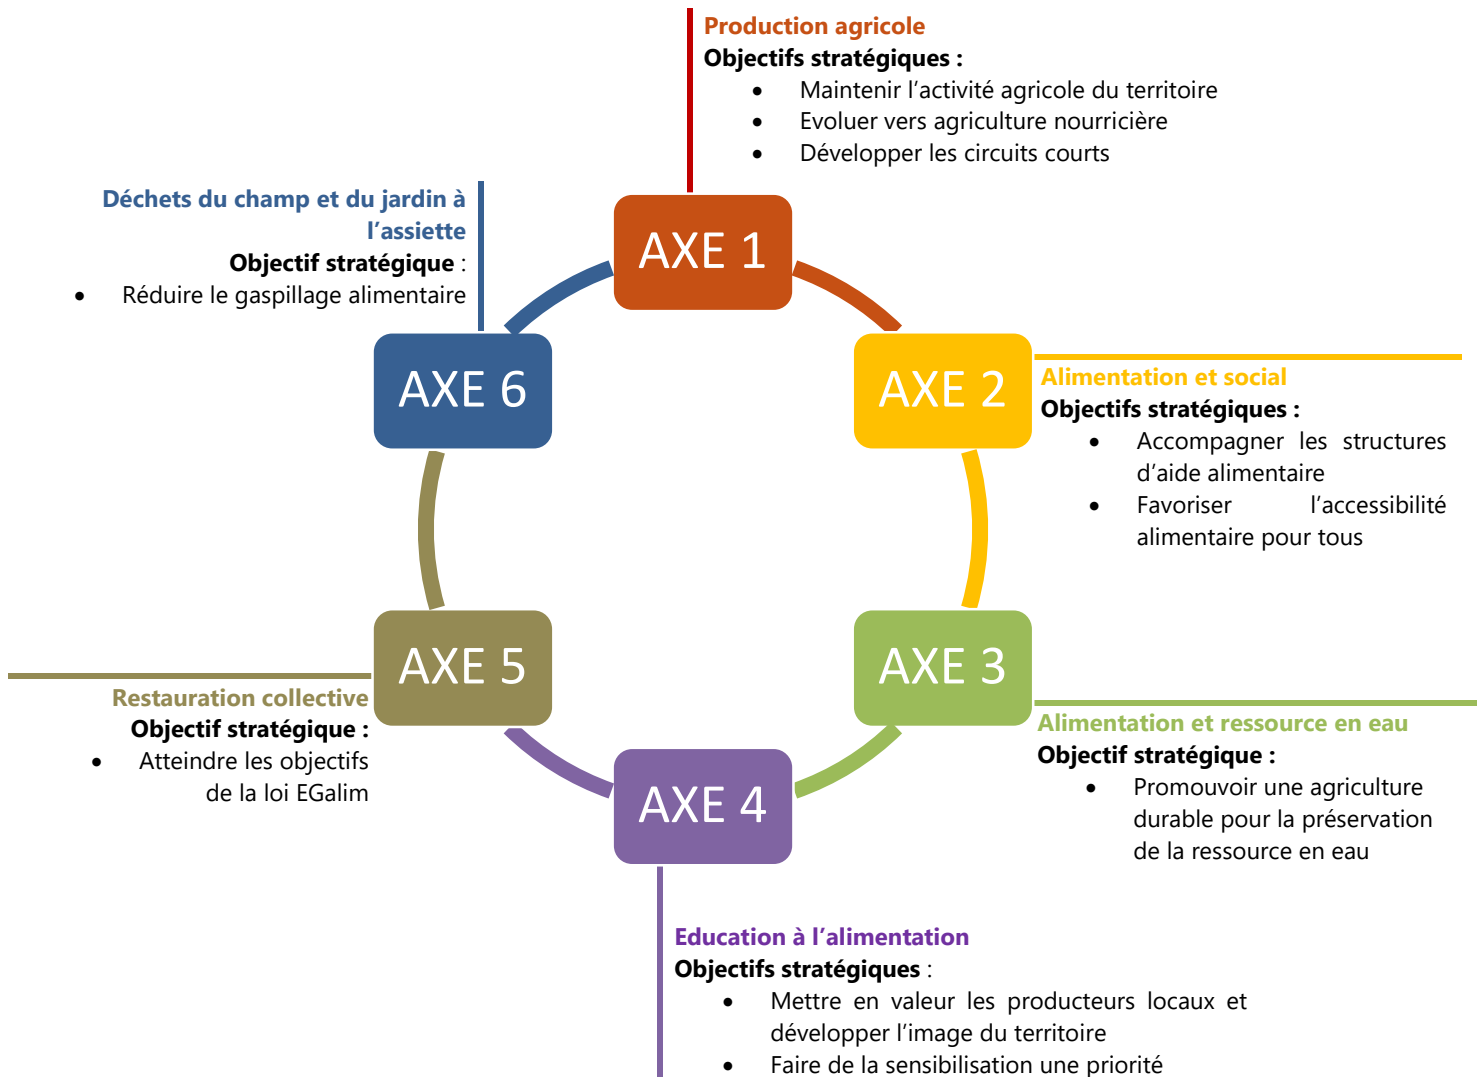 Production agricole
Objectifs stratégiques :
• Maintenir l’activité agricole du territoire
• Evoluer vers agriculture nourricière
• Développer les circuits courts
AXE 1
AXE 2
Alimentation et social
Objectifs stratégiques :
• Accompagner les structures
d’aide alimentaire
• Favoriser l’accessibilité
alimentaire pour tous
AXE 3
Alimentation et ressource en eau
Objectif stratégique :
• Promouvoir une agriculture
durable pour la préservation
de la ressource en eau
AXE 4
Education à l’alimentation
Objectifs stratégiques :
• Mettre en valeur les producteurs locaux et
développer l’image du territoire
• Faire de la sensibilisation une priorité
AXE 5
Restauration collective
Objectif stratégique :
• Atteindre les objectifs
de la loi EGalim
AXE 6
Déchets du champ et du jardin à
l’assiette
Objectif stratégique :
• Réduire le gaspillage alimentaire